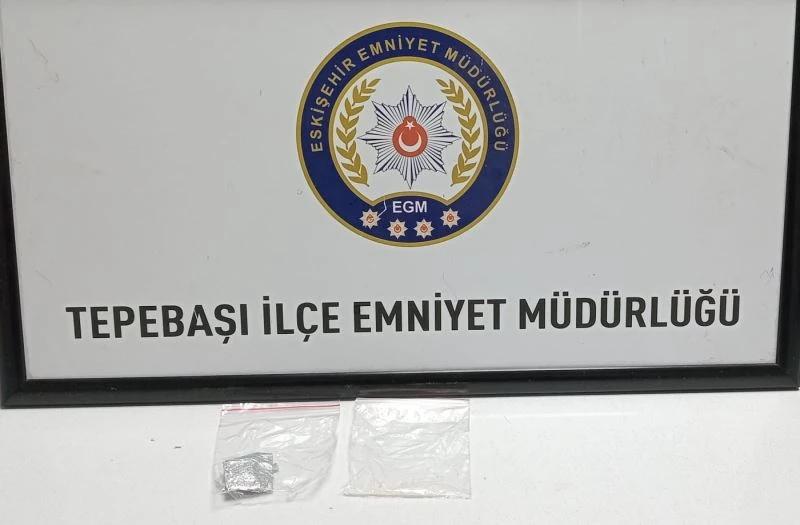 ESKİŞEHİR EMNİYET MÜDÜRLÜĞÜ
EGM
TEPEBAŞI İLÇE EMNİYET MÜDÜRLÜĞÜ